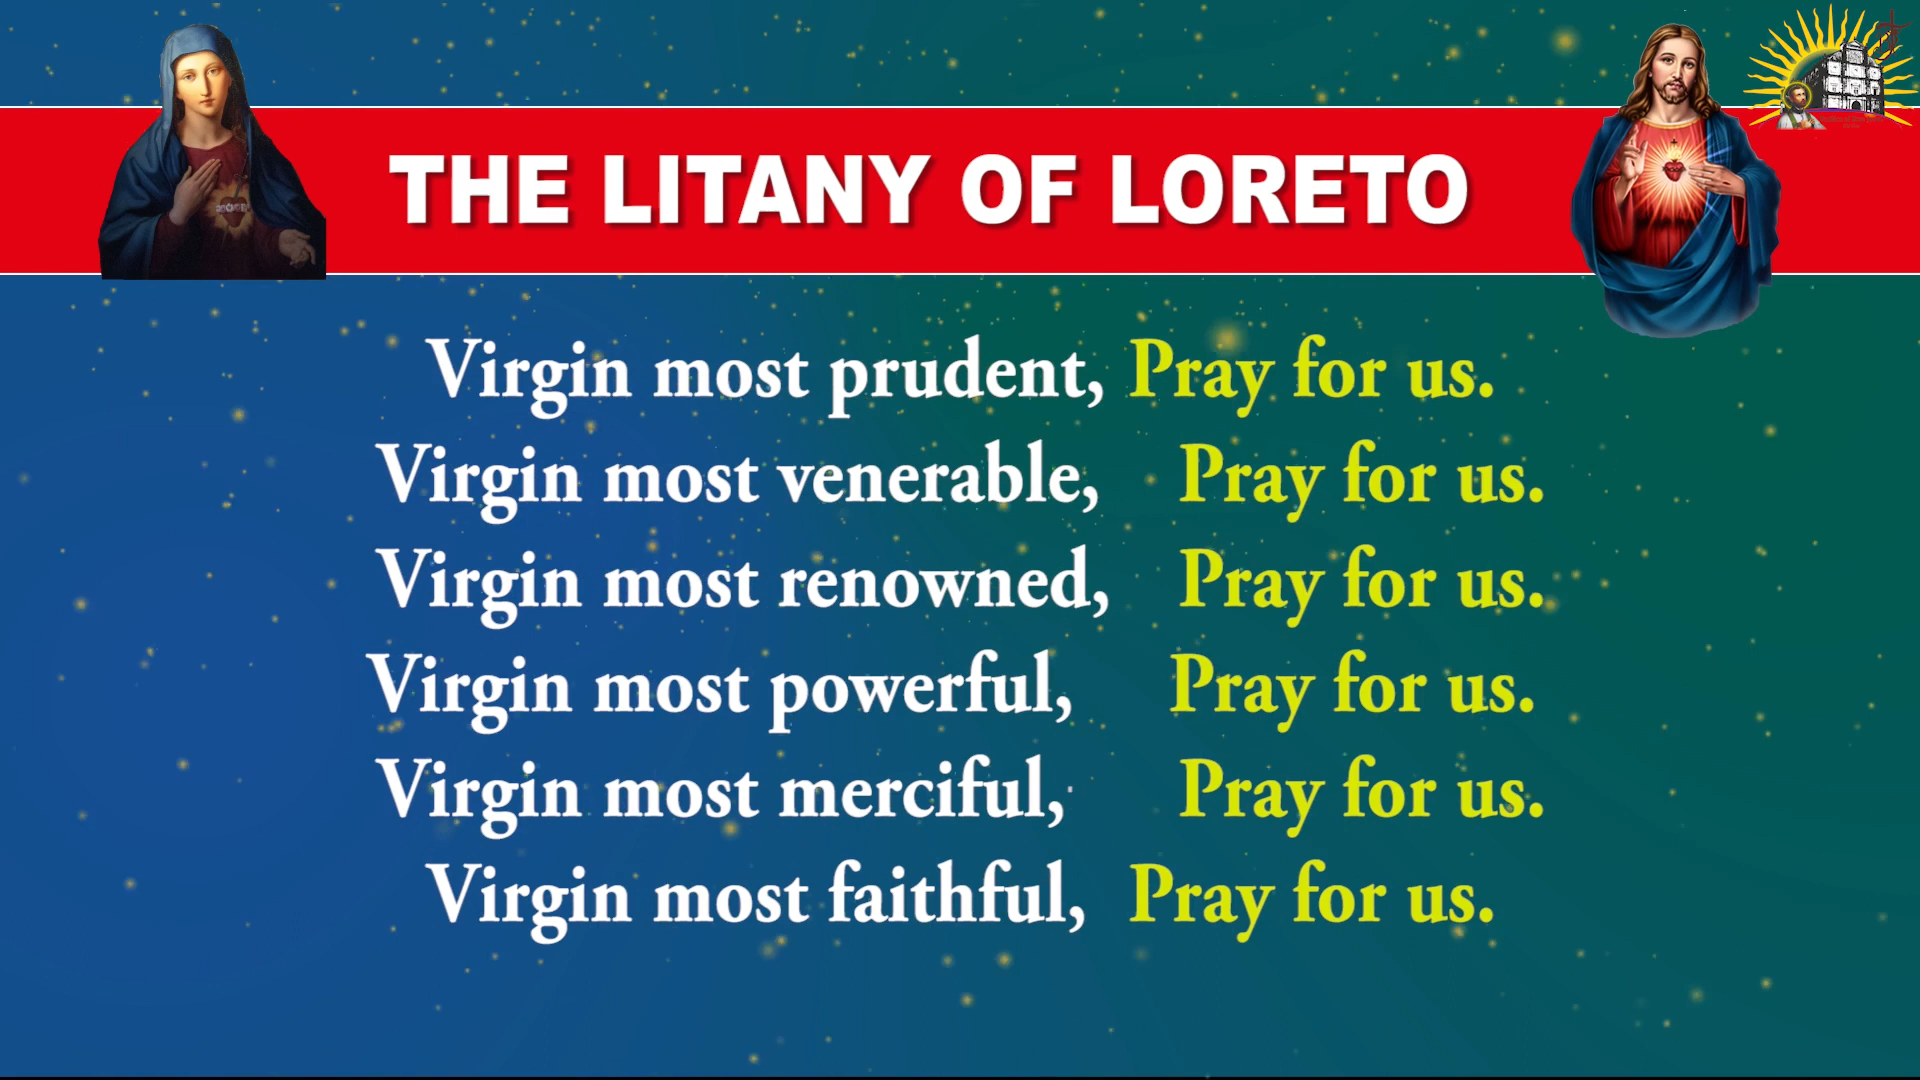 THE LITANY OF LORETO
Virgin most prudent, Pray for us.
Virgin most venerable, Pray for us.
Virgin most renowned, Pray for us.
Virgin most powerful, Pray for us.
Virgin most merciful, Pray for us.
Virgin most faithful, Pray for us.